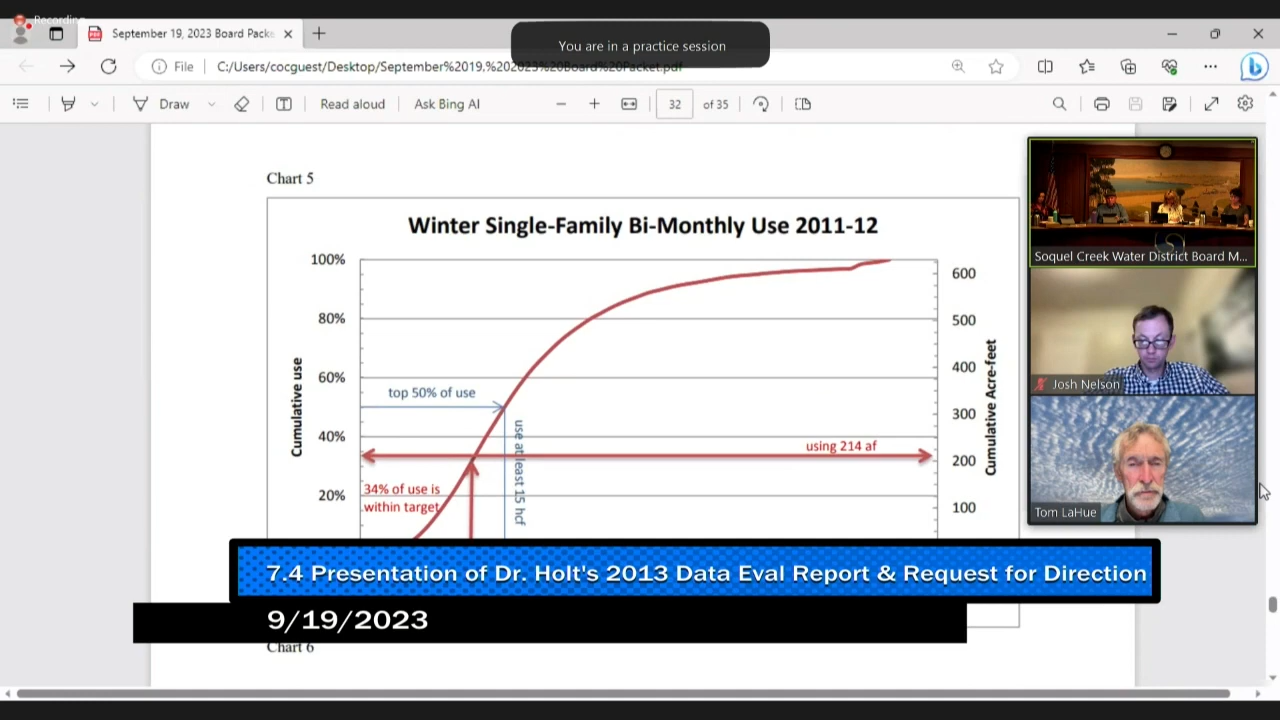 Recording
September 19, 2023 Board Packe
You are in a practice session
File
C:/Users/cocguest/Desktop/September%2019.%202023%20Board%20Packet.pdf
Draw
Read aloud
Ask Bing AI
32
of 35
Chart 5
Winter Single-Family Bi-Monthly Use 2011-12
100%
80%
60%
40%
20%
Cumulative use
600
500
400
300
200
100
Cumulative Acre-feet
top 50% of use
use at least 15 hcf
using 214 af
34% of use is
within target
Soquel Creek Water District Board M...
Josh Nelson
Tom LaHue
7.4 Presentation of Dr. Holt's 2013 Data Eval Report & Request for Direction
9/19/2023
Chart 6